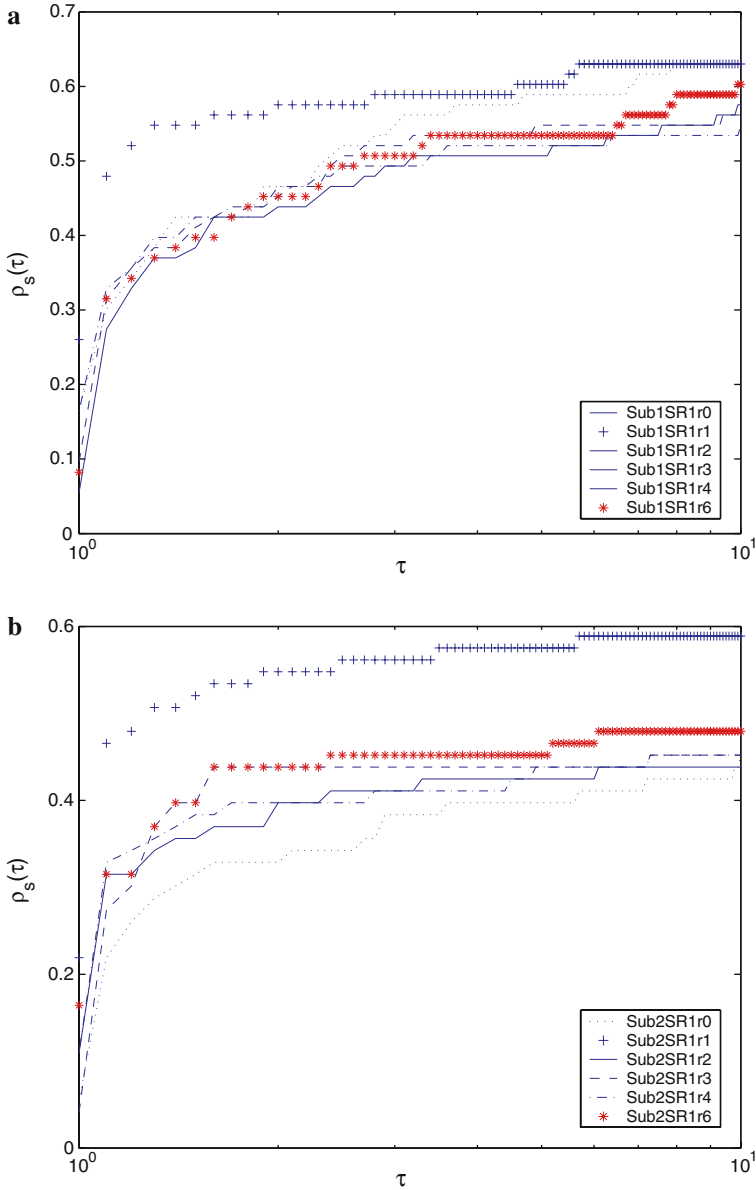 a
0.7
0.6
0.5
0.4
0.3
0.2
0.1
0
ρs(τ)
10^0
10^1
τ
Sub1SR1r0
Sub1SR1r1
Sub1SR1r2
Sub1SR1r3
Sub1SR1r4
Sub1SR1r6
b
0.6
0.4
0.2
0
ρs(τ)
10^0
10^1
τ
Sub2SR1r0
Sub2SR1r1
Sub2SR1r2
Sub2SR1r3
Sub2SR1r4
Sub2SR1r6